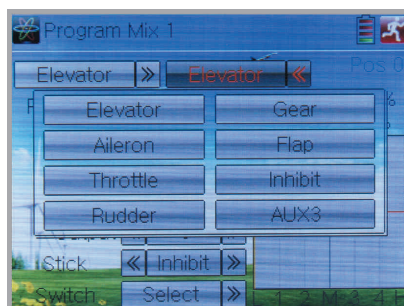 Program Mix 1
Elevator » Elevator « Pos 0
Elevator Gear
Aileron Flap
Throttle Inhibit
Rudder AUX3
Stick « Inhibit »
Switch Select »